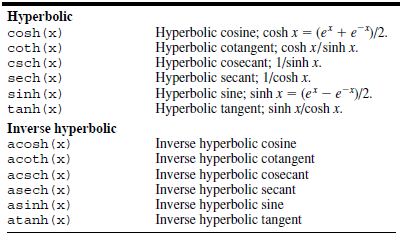 Hyperbolic
cosh(x) Hyperbolic cosine; cosh x = (eˣ + e⁻ˣ)/2.
coth(x) Hyperbolic cotangent; cosh x/sinh x.
csch(x) Hyperbolic cosecant; 1/sinh x.
sech(x) Hyperbolic secant; 1/cosh x.
sinh(x) Hyperbolic sine; sinh x = (eˣ − e⁻ˣ)/2.
tanh(x) Hyperbolic tangent; sinh x/cosh x.
Inverse hyperbolic
acosh(x) Inverse hyperbolic cosine
acoth(x) Inverse hyperbolic cotangent
acsch(x) Inverse hyperbolic cosecant
asech(x) Inverse hyperbolic secant
asinh(x) Inverse hyperbolic sine
atanh(x) Inverse hyperbolic tangent